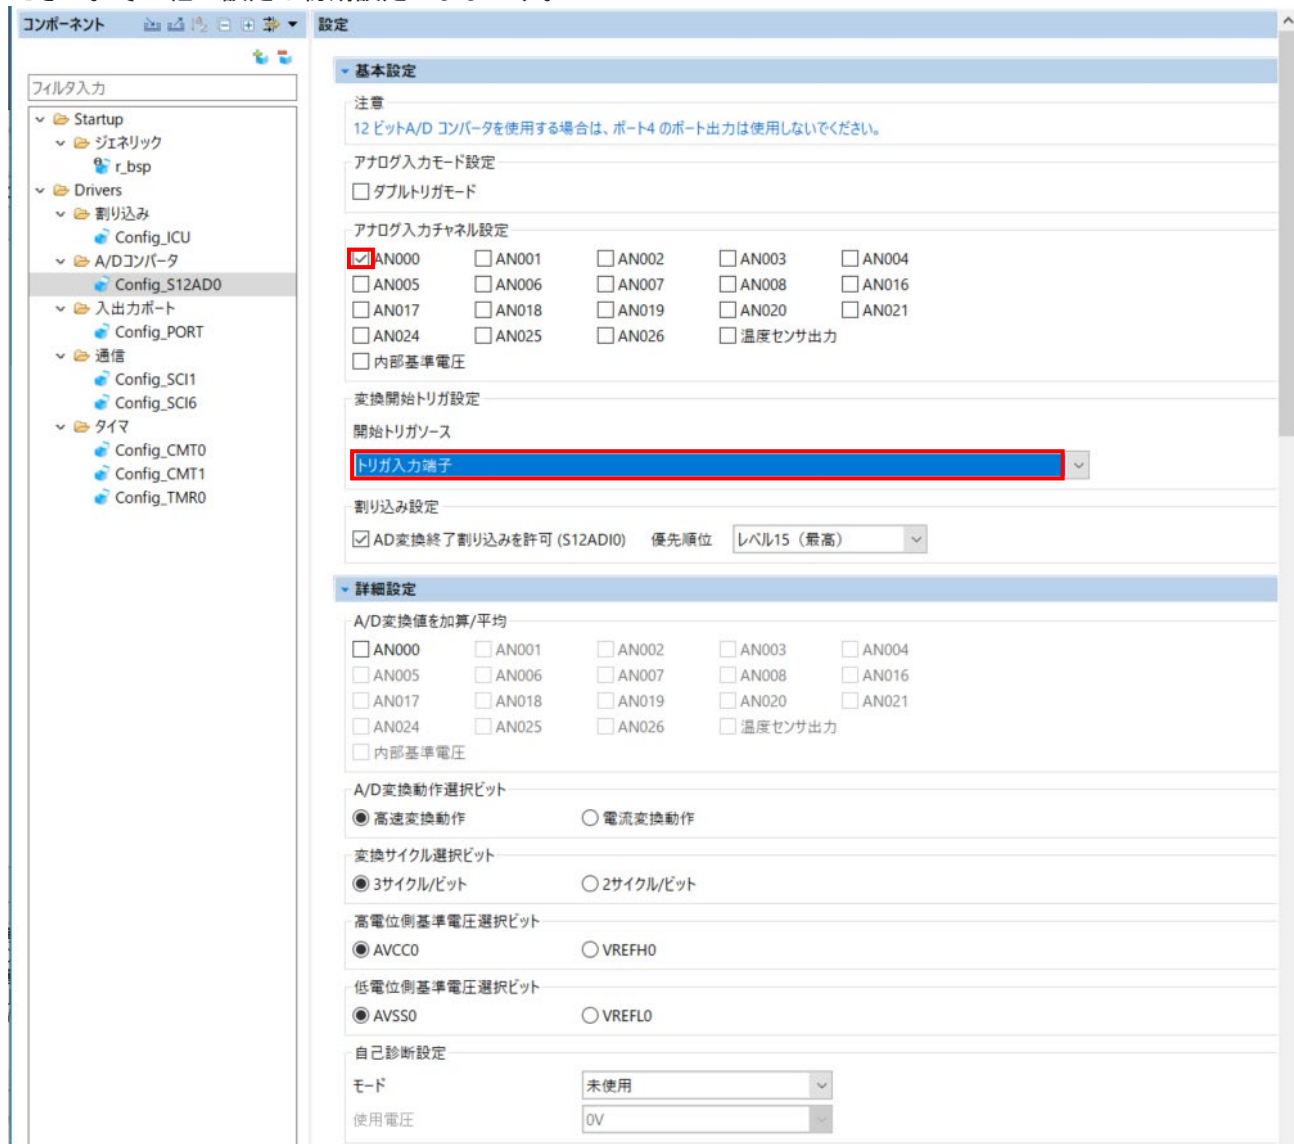 コンポーネント
設定
フィルタ入力
Startup
ジェネリック
r_bsp
Drivers
割り込み
Config_ICU
A/Dコンバータ
Config_S12AD0
入出力ポート
Config_PORT
通信
Config_SCI1
Config_SCI6
タイマ
Config_CMT0
Config_CMT1
Config_TMR0
基本設定
注意
12 ビットA/D コンバータを使用する場合は、ポート4 のポート出力は使用しないでください。
アナログ入力モード設定
ダブルトリガモード
アナログ入力チャネル設定
AN000 AN001 AN002 AN003 AN004
AN005 AN006 AN007 AN008 AN016
AN017 AN018 AN019 AN020 AN021
AN024 AN025 AN026 温度センサ出力
内部基準電圧
変換開始トリガ設定
開始トリガソース
トリガ入力端子
割り込み設定
AD変換終了割り込みを許可 (S12ADI0) 優先順位 レベル15（最高）
詳細設定
A/D変換値を加算/平均
AN000 AN001 AN002 AN003 AN004
AN005 AN006 AN007 AN008 AN016
AN017 AN018 AN019 AN020 AN021
AN024 AN025 AN026 温度センサ出力
内部基準電圧
A/D変換動作選択ビット
高速変換動作 電流変換動作
変換サイクル選択ビット
3サイクル/ビット 2サイクル/ビット
高電位側基準電圧選択ビット
AVCC0 VREFH0
低電位側基準電圧選択ビット
AVSS0 VREFL0
自己診断設定
モード 未使用
使用電圧 0V